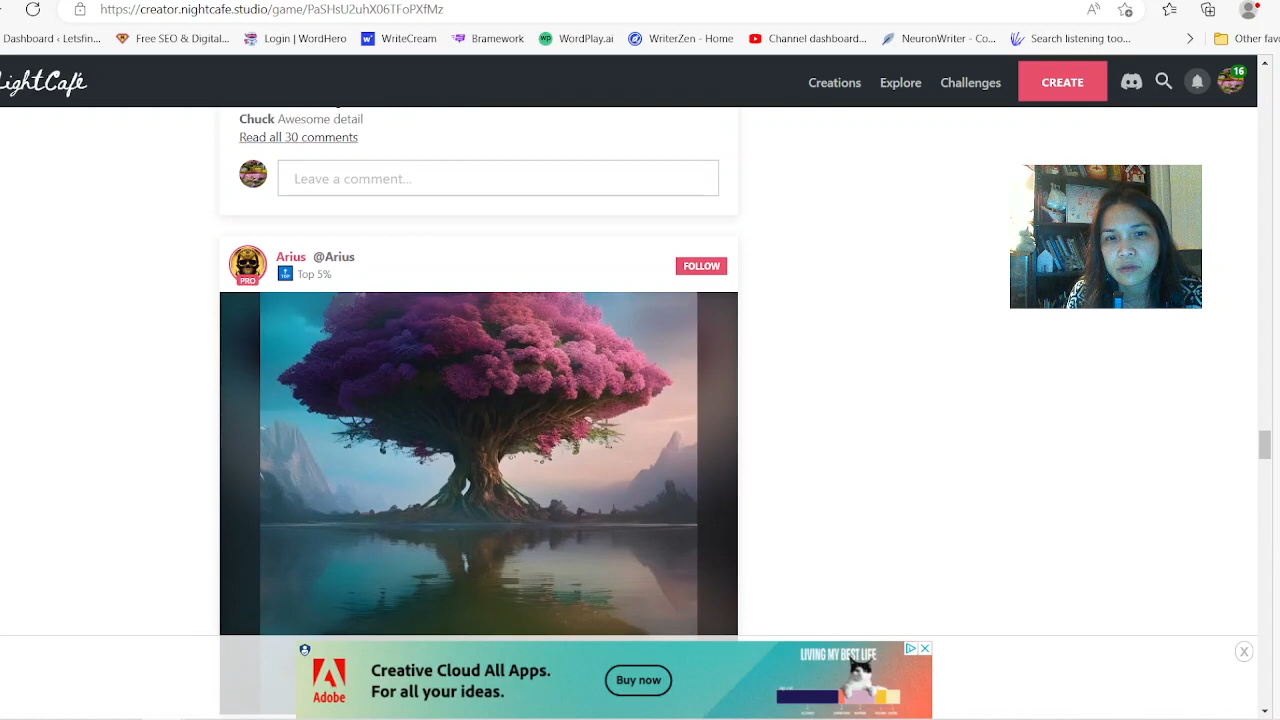 https://creator.nightcafe.studio/game/PaSHsU2uhX06TFoPXfMz
Dashboard ‹ Letsfin... Free SEO & Digital... Login | WordHero WriteCream Bramework WordPlay.ai WriterZen - Home Channel dashboard... NeuronWriter - Co... Search listening too... Other favo
NightCafé Creations Explore Challenges CREATE 16
Chuck Awesome detail
Read all 30 comments
Leave a comment...
Arius @Arius
TOP Top 5%
PRO
FOLLOW
Adobe
Creative Cloud All Apps.
For all your ideas.
Buy now
LIVING MY BEST LIFE